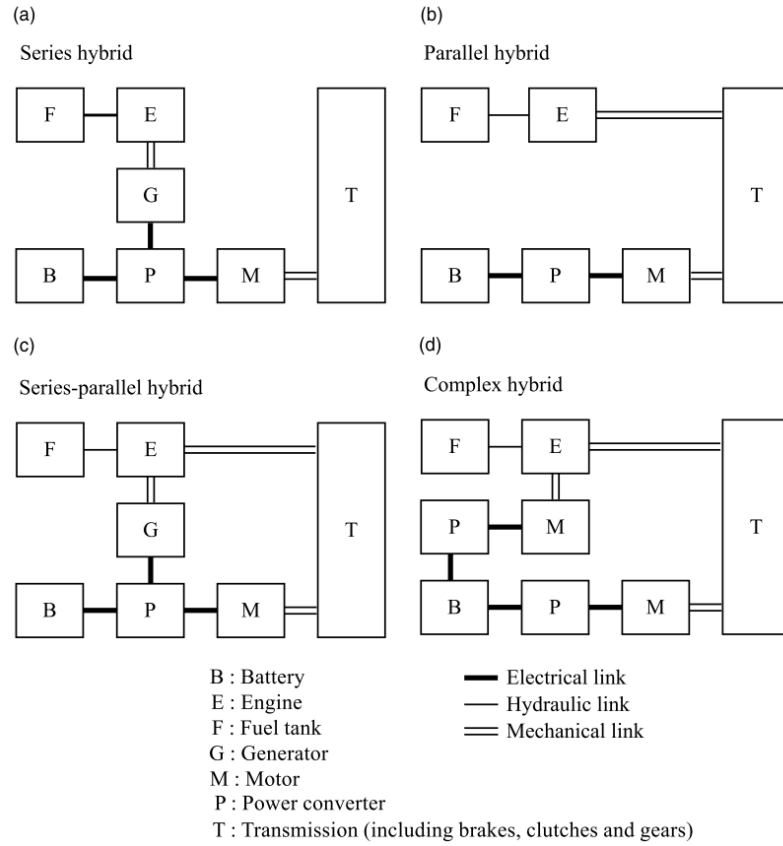 (a)
Series hybrid
F E
G
T
B P M
(b)
Parallel hybrid
F E
T
B P M
(c)
Series-parallel hybrid
F E
G
T
B P M
(d)
Complex hybrid
F E
P M
T
B P M
B : Battery
E : Engine
F : Fuel tank
G : Generator
M : Motor
P : Power converter
T : Transmission (including brakes, clutches and gears)
Electrical link
Hydraulic link
Mechanical link